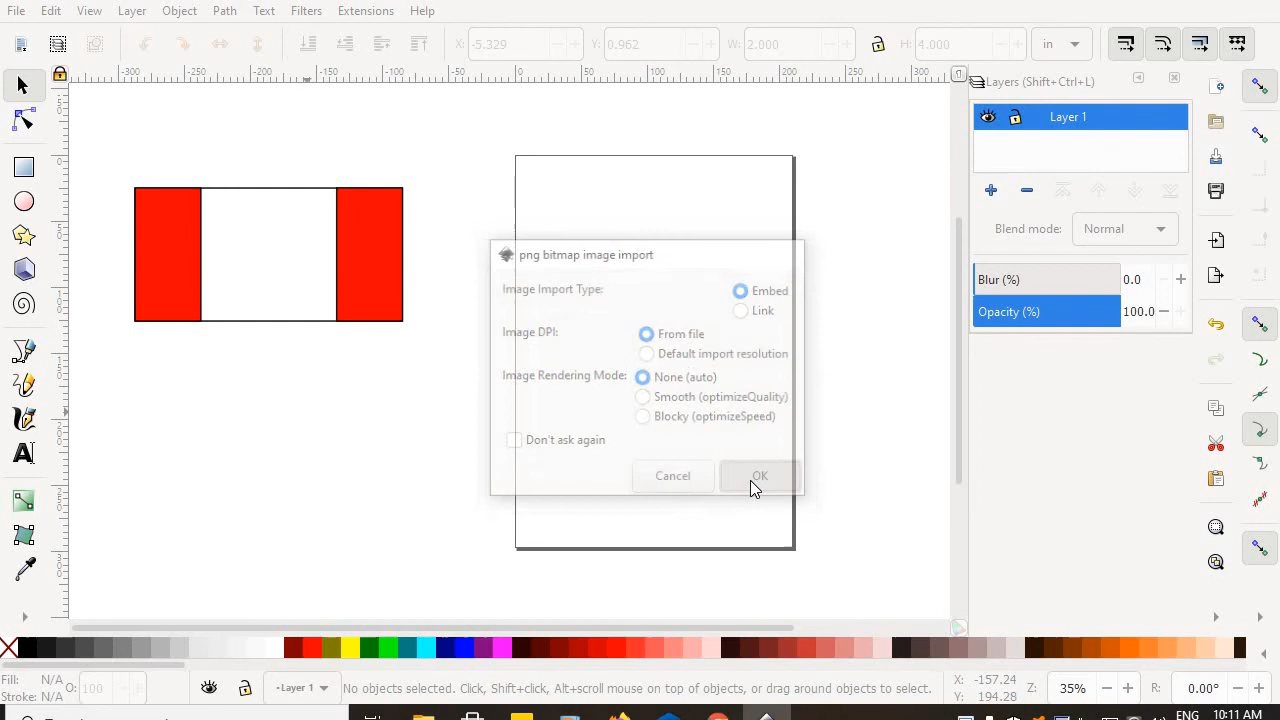 File Edit View Layer Object Path Text Filters Extensions Help
X: -5.329 Y: 0.962 W: 2.000 H: 4.000 in
-300 -250 -200 -150 -100 -50 0 50 100 150 200 250 300
Layers (Shift+Ctrl+L)
Layer 1
Blend mode: Normal
Blur (%) 0.0
Opacity (%) 100.0
png bitmap image import
Image Import Type: Embed
Link
Image DPI: From file
Default import resolution
Image Rendering Mode: None (auto)
Smooth (optimizeQuality)
Blocky (optimizeSpeed)
Don't ask again
Cancel OK
Fill: N/A
Stroke: N/A
O: 100
Layer 1
No objects selected. Click, Shift+click, Alt+scroll mouse on top of objects, or drag around objects to select.
X: -157.24
Y: 194.28
Z: 35%
R: 0.00°
ENG 10:11 AM